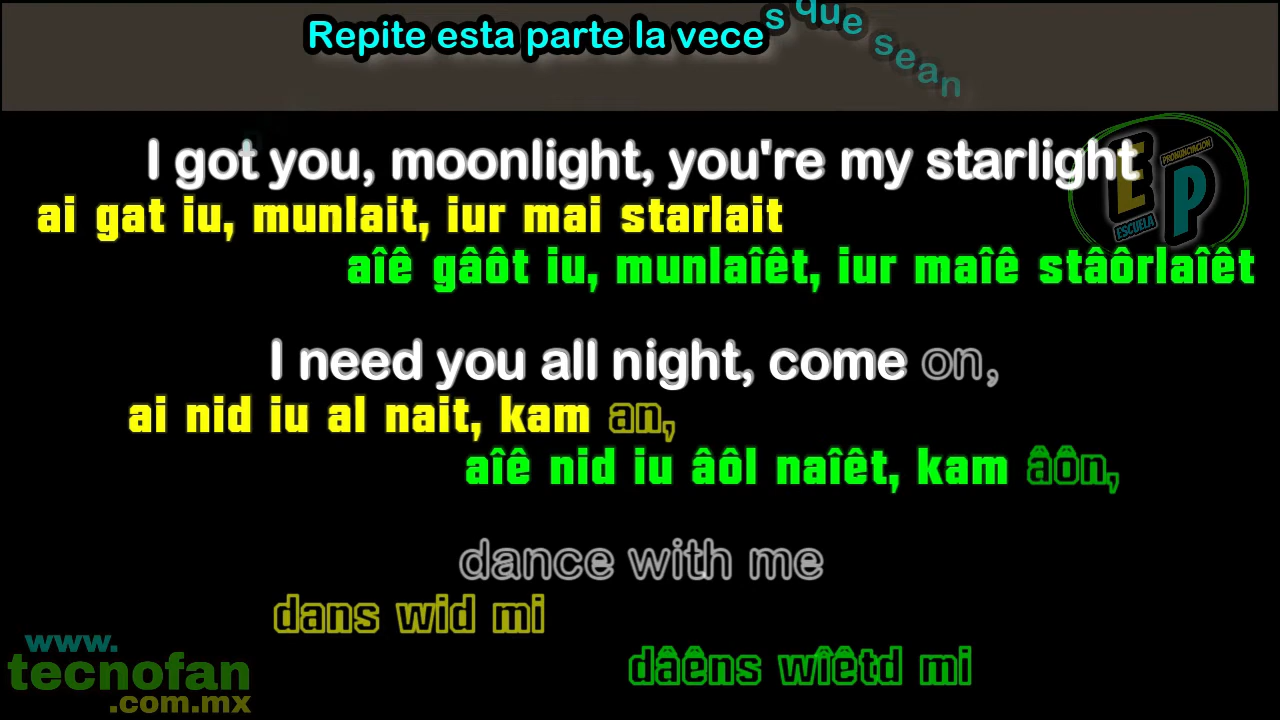 Repite esta parte la veces que sean
I got you, moonlight, you're my starlight
ai gat iu, munlait, iur mai starlait
aîê gâôt iu, munlaîêt, iur maîê stâôrlaîêt
E P
PRONUNCIACION
ESCUELA
I need you all night, come on,
ai nid iu al nait, kam an,
aîê nid iu âôl naîêt, kam âôn,
dance with me
dans wid mi
dâêns wîêtd mi
www.
tecnofan
.com.mx